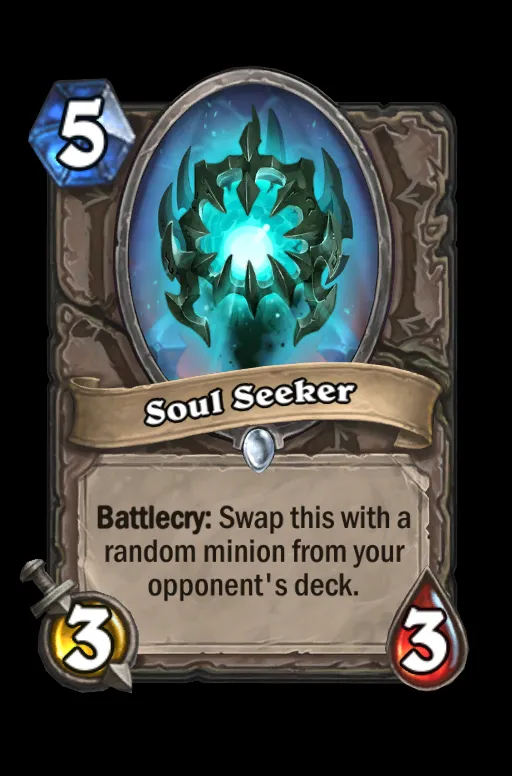 5
Soul Seeker
Battlecry: Swap this with a
random minion from your
opponent's deck.
3
3